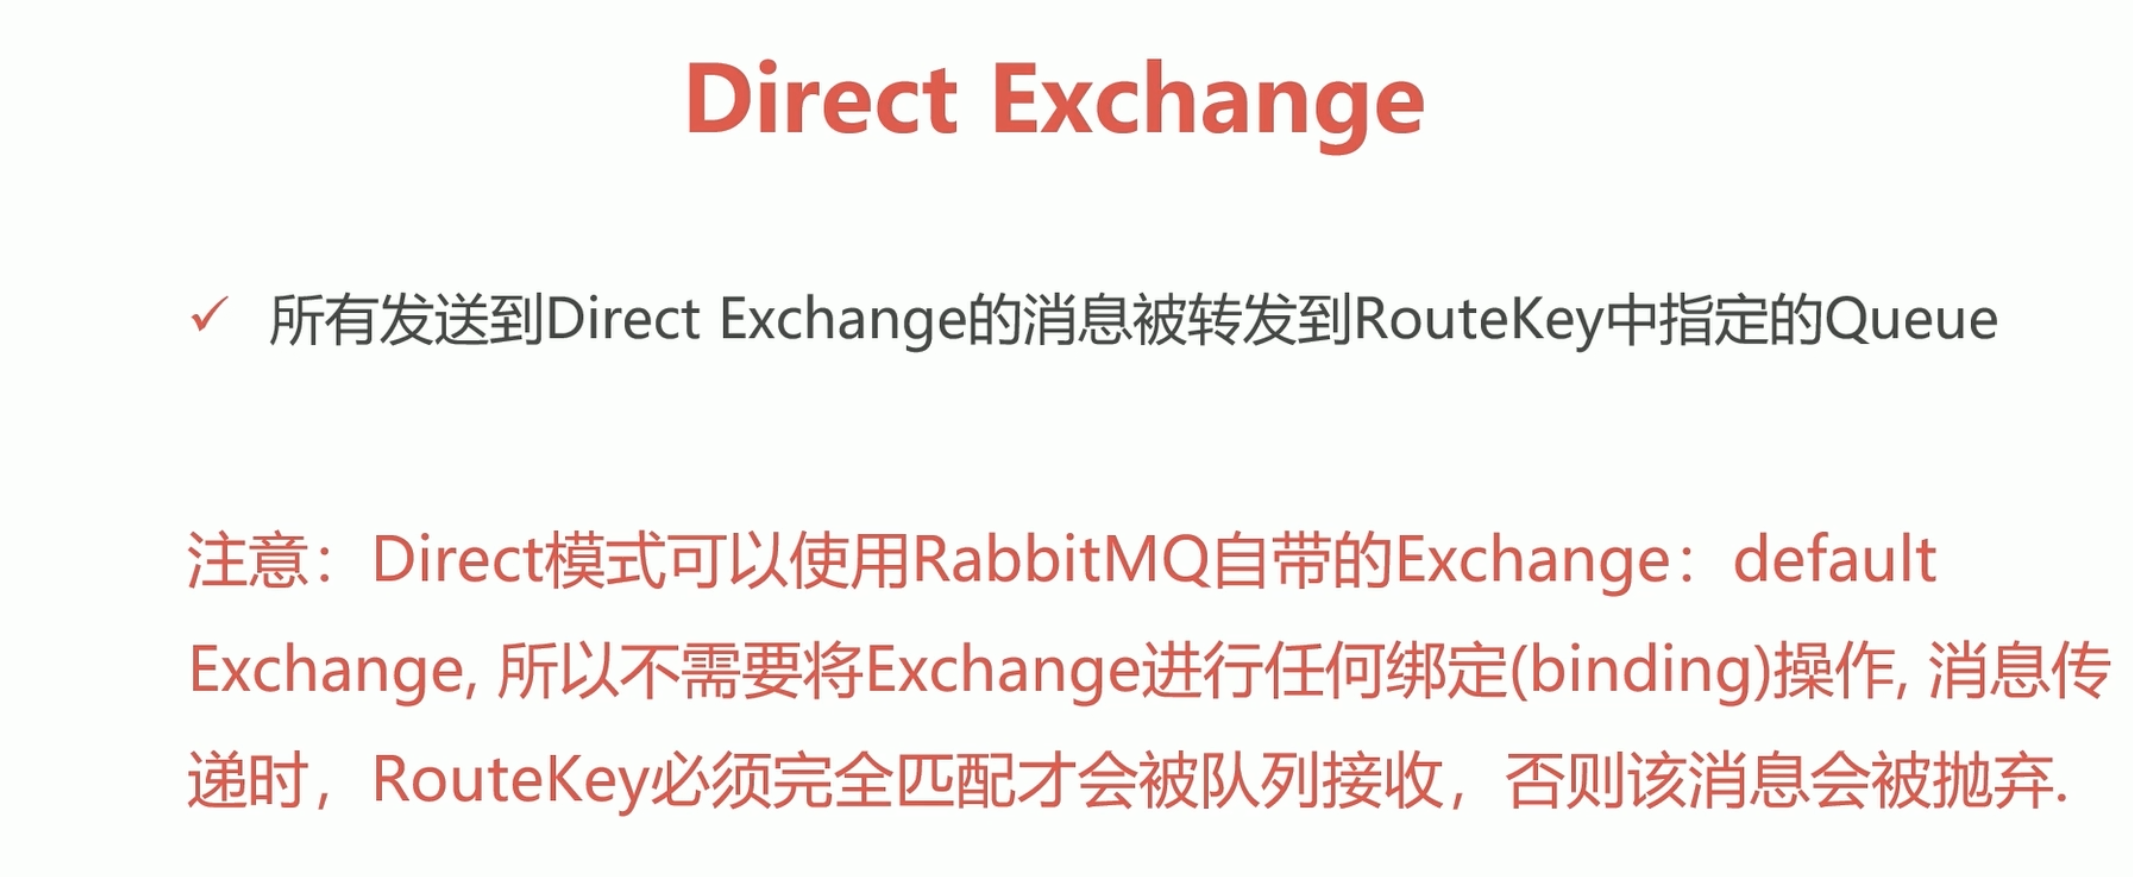 Direct Exchange
所有发送到Direct Exchange的消息被转发到RouteKey中指定的Queue
注意：Direct模式可以使用RabbitMQ自带的Exchange：default
Exchange, 所以不需要将Exchange进行任何绑定(binding)操作, 消息传
递时，RouteKey必须完全匹配才会被队列接收，否则该消息会被抛弃.